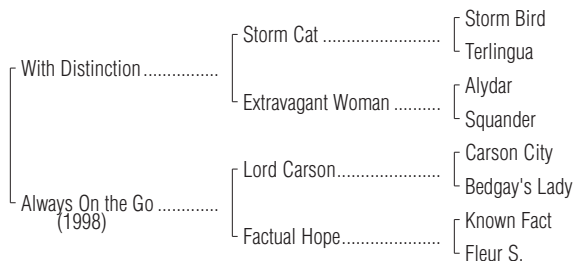 Storm Bird
Storm Cat ........................
Terlingua
With Distinction ...............
Alydar
Extravagant Woman ..........
Squander
Carson City
Lord Carson.....................
Bedgay's Lady
Always On the Go ............
(1998)
Known Fact
Factual Hope....................
Fleur S.